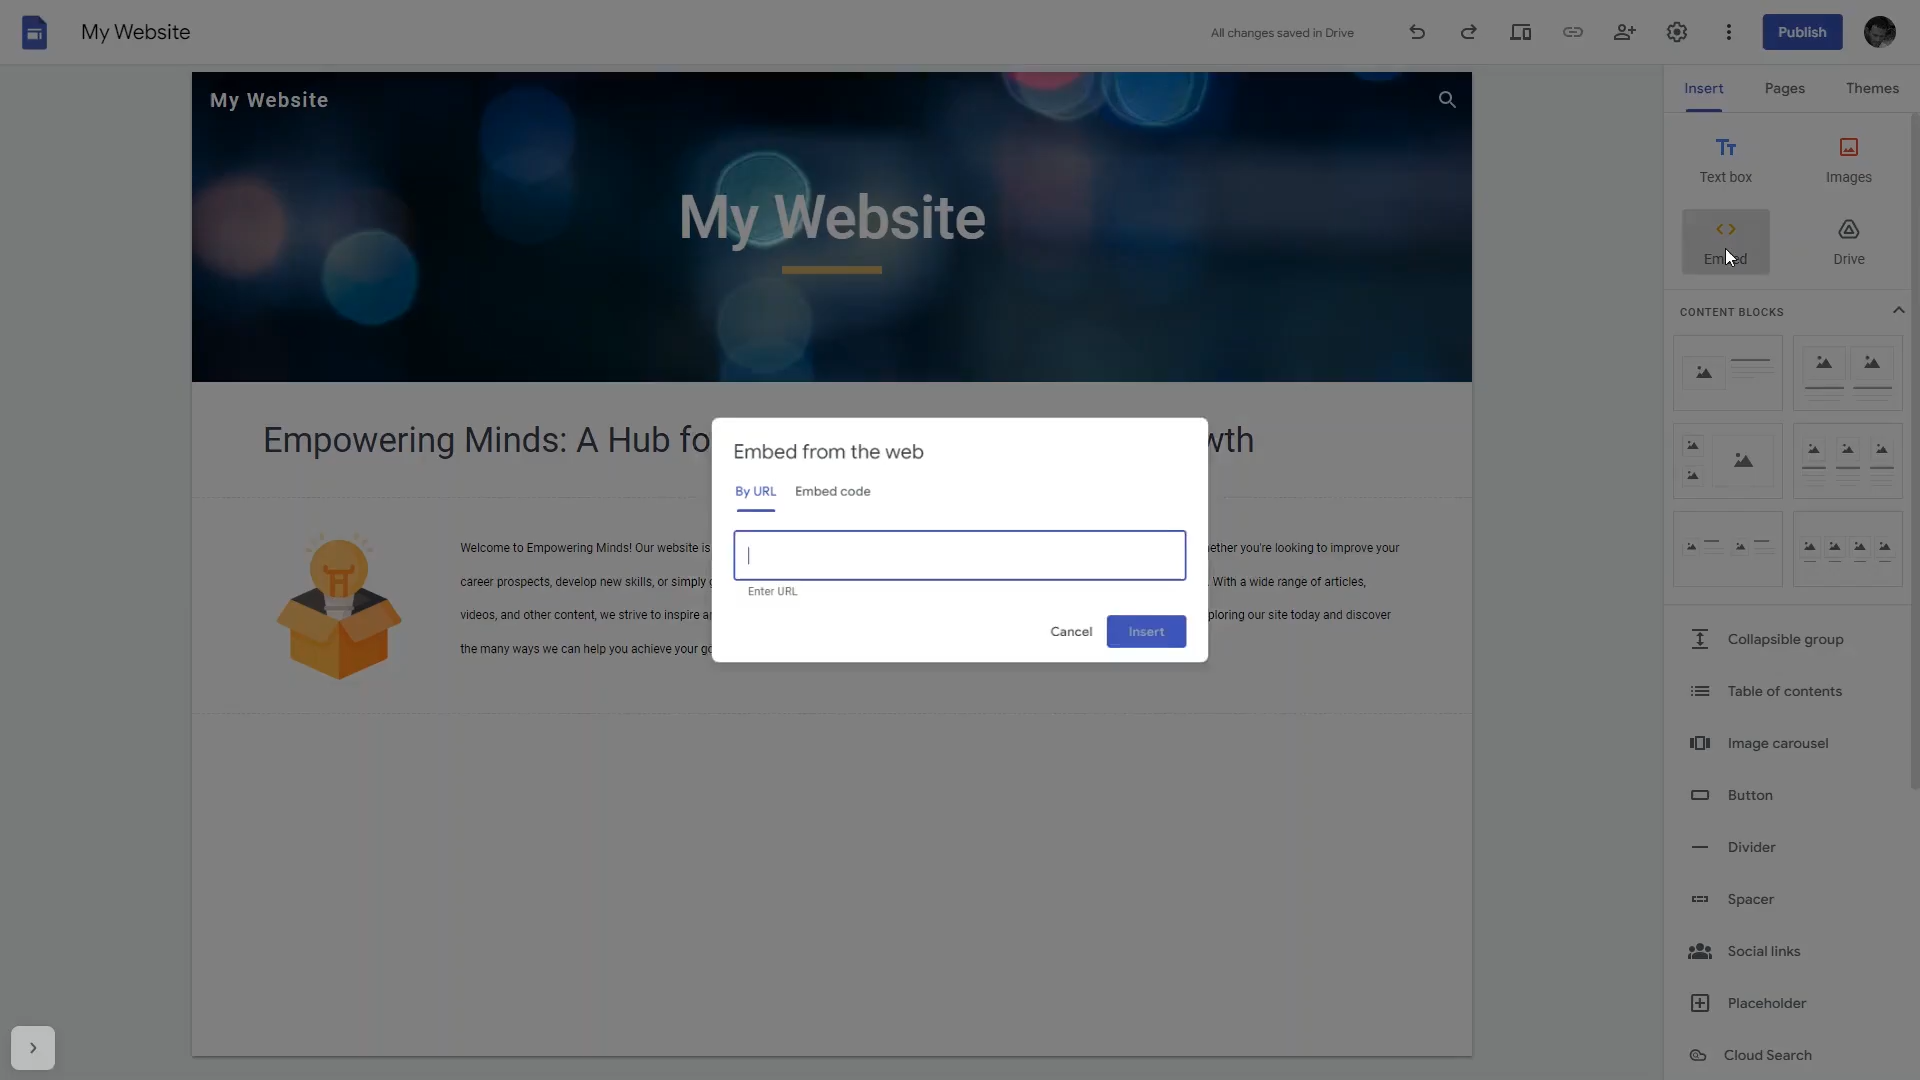 My Website
All changes saved in Drive
Publish
My Website
My Website
Empowering Minds: A Hub fo
wth
Welcome to Empowering Minds! Our website is
ether you're looking to improve your
career prospects, develop new skills, or simply
. With a wide range of articles,
videos, and other content, we strive to inspire
ploring our site today and discover
the many ways we can help you achieve your
Embed from the web
By URL
Embed code
Enter URL
Cancel
Insert
Insert
Pages
Themes
Text box
Images
Embed
Drive
CONTENT BLOCKS
Collapsible group
Table of contents
Image carousel
Button
Divider
Spacer
Social links
Placeholder
Cloud Search